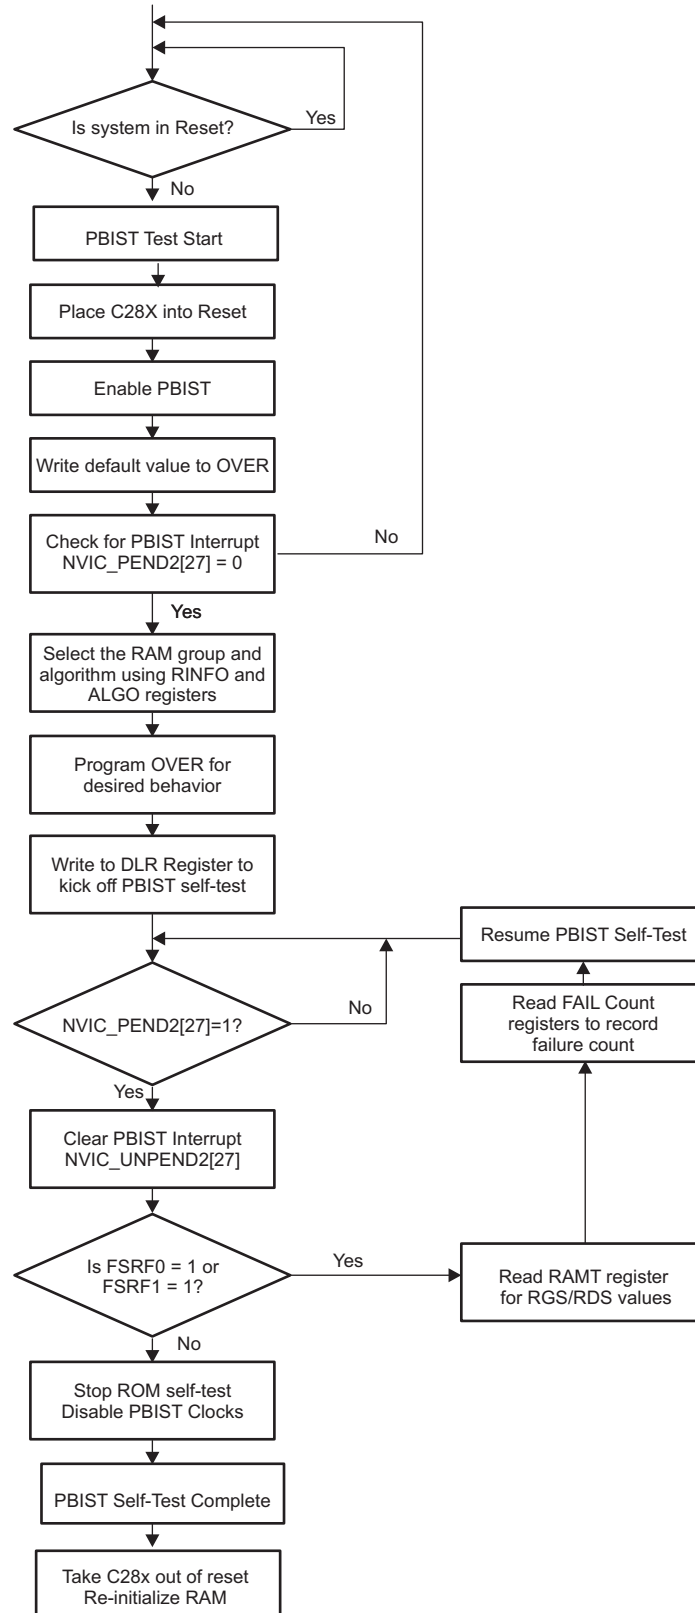 Is system in Reset?
Yes
No
PBIST Test Start
Place C28X into Reset
Enable PBIST
Write default value to OVER
Check for PBIST Interrupt
NVIC_PEND2[27] = 0
No
Yes
Select the RAM group and
algorithm using RINFO and
ALGO registers
Program OVER for
desired behavior
Write to DLR Register to
kick off PBIST self-test
Resume PBIST Self-Test
NVIC_PEND2[27]=1?
No
Read FAIL Count
registers to record
failure count
Yes
Clear PBIST Interrupt
NVIC_UNPEND2[27]
Is FSRF0 = 1 or
FSRF1 = 1?
Yes
Read RAMT register
for RGS/RDS values
No
Stop ROM self-test
Disable PBIST Clocks
PBIST Self-Test Complete
Take C28x out of reset
Re-initialize RAM